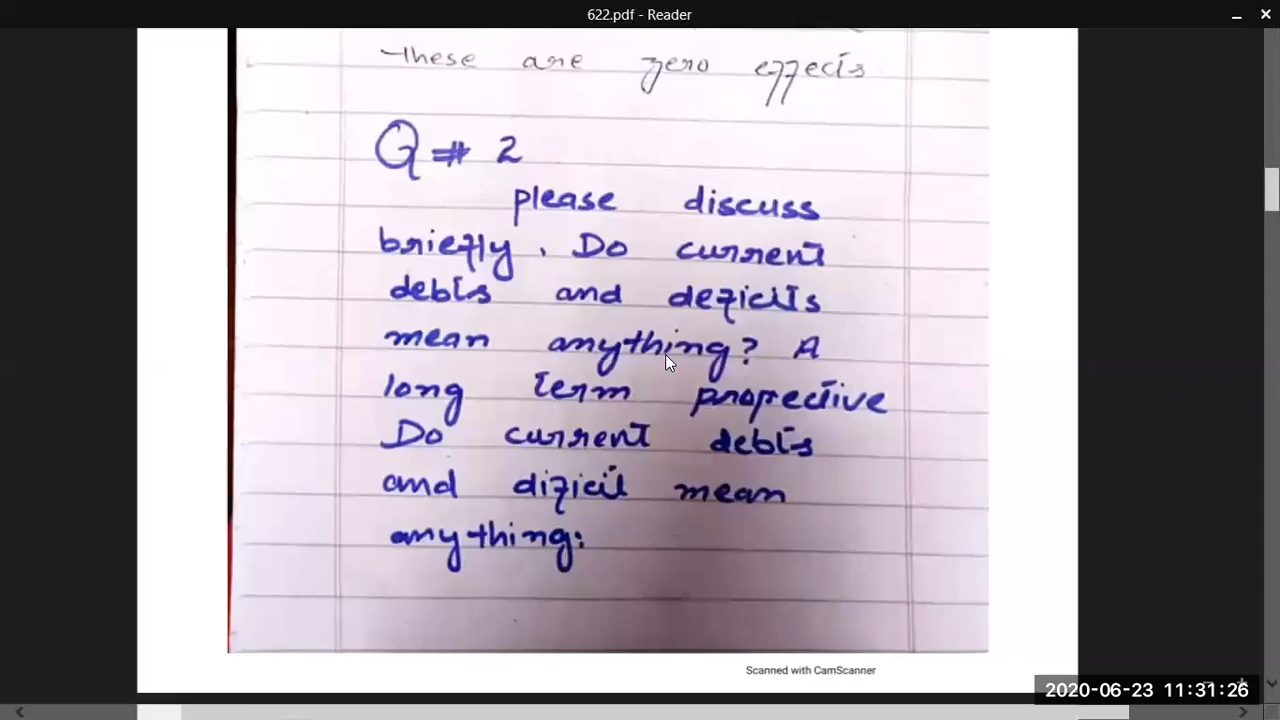 622.pdf - Reader
These are zero effects
Q # 2
please discuss
briefly. Do current
debts and deficits
mean anything? A
long term propective
Do current debts
and dificit mean
anything:
Scanned with CamScanner
2020-06-23 11:31:26